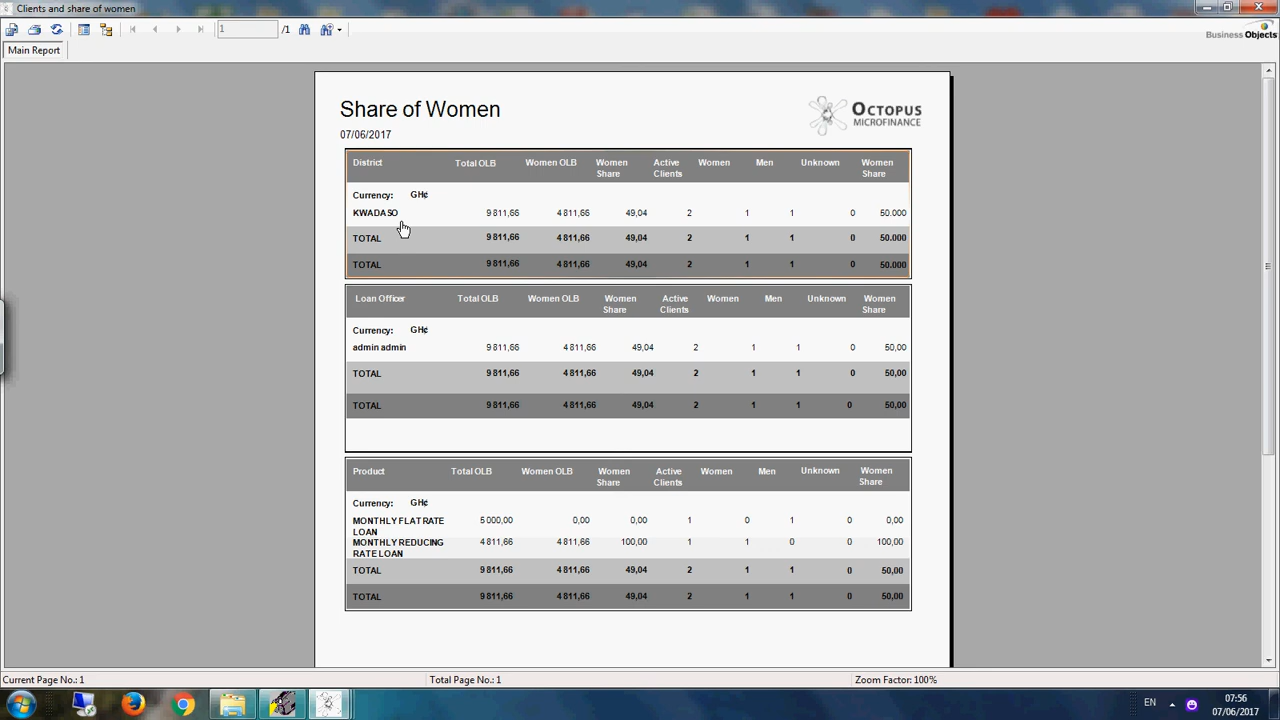 Clients and share of women
1 /1
Business Objects
Main Report
Share of Women
OCTOPUS
MICROFINANCE
07/06/2017
District Total OLB Women OLB Women Share Active Clients Women Men Unknown Women Share
Currency: GH¢
KWADASO 9 811,66 4 811,66 49,04 2 1 1 0 50.000
TOTAL 9 811,66 4 811,66 49,04 2 1 1 0 50.000
TOTAL 9 811,66 4 811,66 49,04 2 1 1 0 50.000
Loan Officer Total OLB Women OLB Women Share Active Clients Women Men Unknown Women Share
Currency: GH¢
admin admin 9 811,66 4 811,66 49,04 2 1 1 0 50,00
TOTAL 9 811,66 4 811,66 49,04 2 1 1 0 50,00
TOTAL 9 811,66 4 811,66 49,04 2 1 1 0 50,00
Product Total OLB Women OLB Women Share Active Clients Women Men Unknown Women Share
Currency: GH¢
MONTHLY FLAT RATE LOAN 5 000,00 0,00 0,00 1 0 1 0 0,00
MONTHLY REDUCING RATE LOAN 4 811,66 4 811,66 100,00 1 1 0 0 100,00
TOTAL 9 811,66 4 811,66 49,04 2 1 1 0 50,00
TOTAL 9 811,66 4 811,66 49,04 2 1 1 0 50,00
Current Page No.: 1 Total Page No.: 1 Zoom Factor: 100%
EN 07:56
07/06/2017